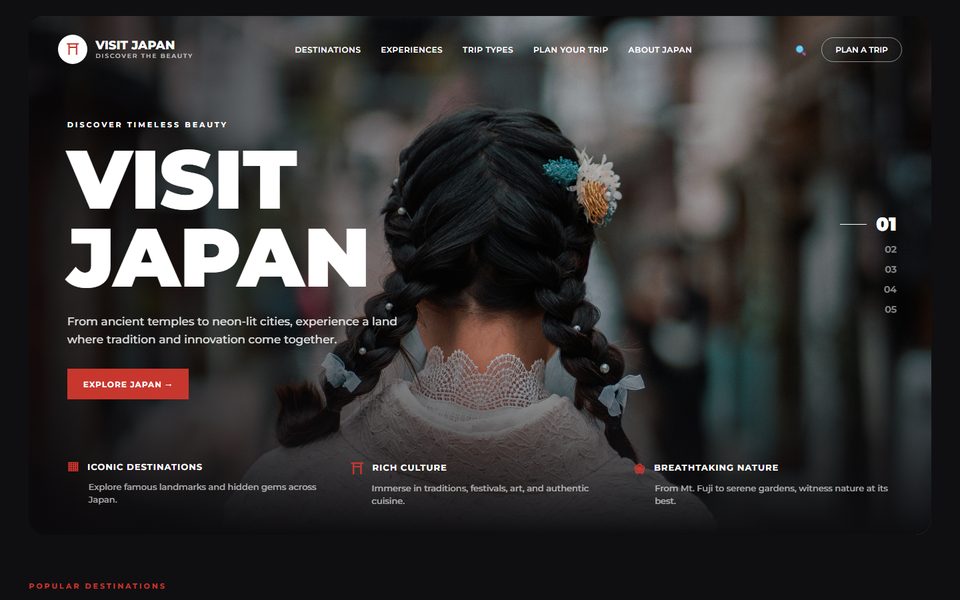 VISIT JAPAN
DISCOVER THE BEAUTY
DESTINATIONS
EXPERIENCES
TRIP TYPES
PLAN YOUR TRIP
ABOUT JAPAN
PLAN A TRIP
DISCOVER TIMELESS BEAUTY
VISIT
JAPAN
From ancient temples to neon-lit cities, experience a land
where tradition and innovation come together.
EXPLORE JAPAN →
01
02
03
04
05
ICONIC DESTINATIONS
Explore famous landmarks and hidden gems across
Japan.
RICH CULTURE
Immerse in traditions, festivals, art, and authentic
cuisine.
BREATHTAKING NATURE
From Mt. Fuji to serene gardens, witness nature at its
best.
POPULAR DESTINATIONS